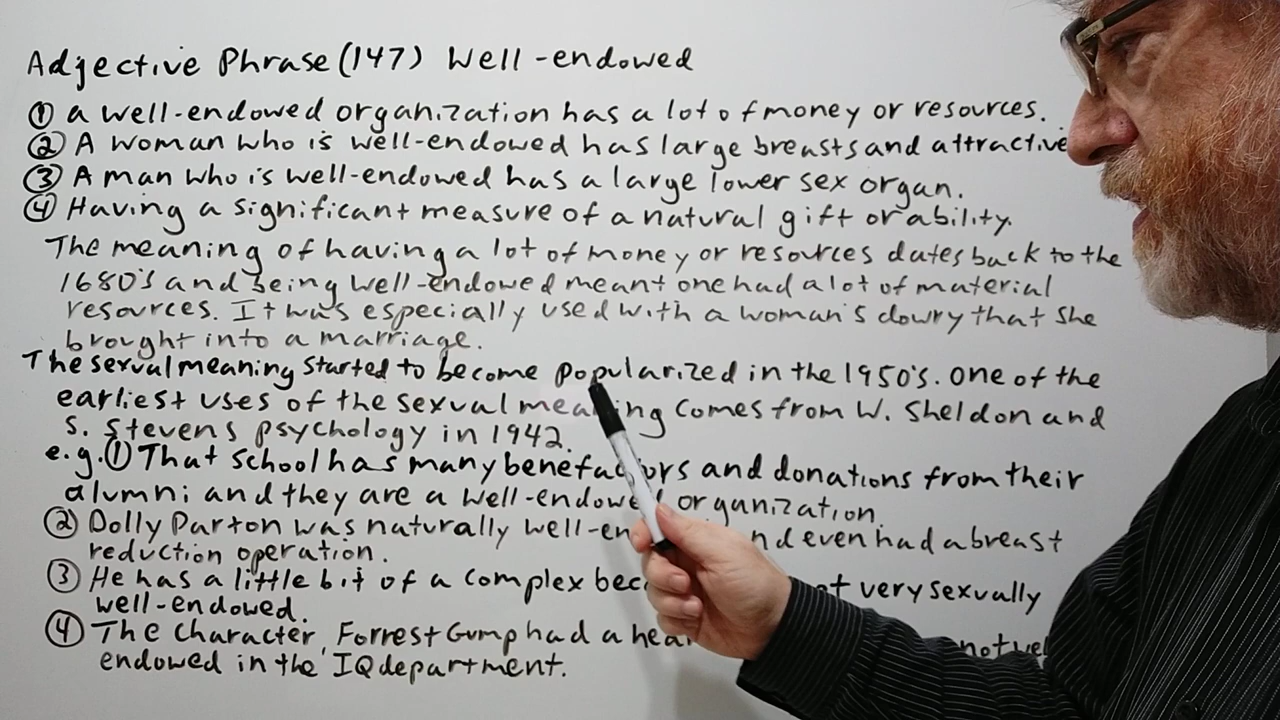 Adjective Phrase (147) Well-endowed
① a well-endowed organization has a lot of money or resources.
② A woman who is well-endowed has large breasts and attractive
③ A man who is well-endowed has a large lower sex organ.
④ Having a significant measure of a natural gift or ability.
The meaning of having a lot of money or resources dates back to the
1680's and being well-endowed meant one had a lot of material
resources. It was especially used with a woman's dowry that she
brought into a marriage.
The sexual meaning started to become popularized in the 1950's. One of the
earliest uses of the sexual meaning comes from W. Sheldon and
S. Stevens psychology in 1942.
e.g. ① That school has many benefactors and donations from their
alumni and they are a well-endowed organization.
② Dolly Parton was naturally well-en nd even had a breast
reduction operation.
③ He has a little bit of a complex bec very sexually
well-endowed.
④ The character, Forrest Gump had a not
endowed in the IQ department.